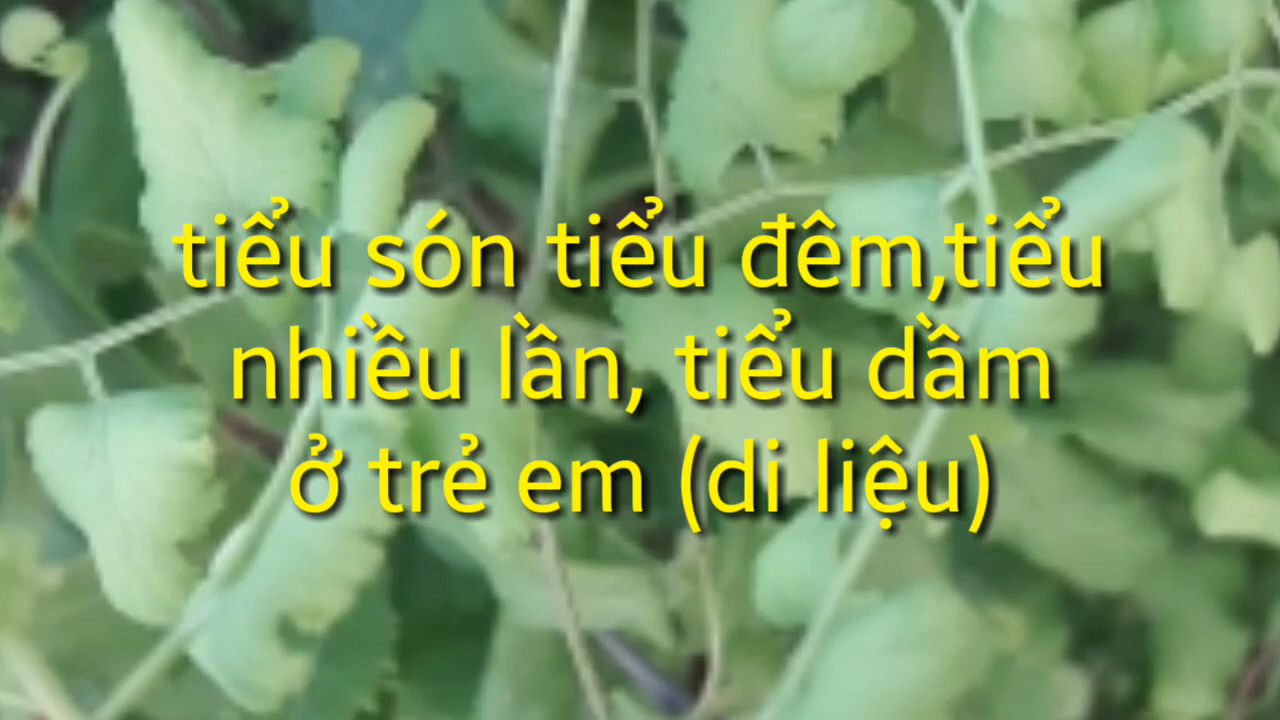 tiểu són tiểu đêm,tiểu
nhiều lần, tiểu dầm
ở trẻ em (di liệu)